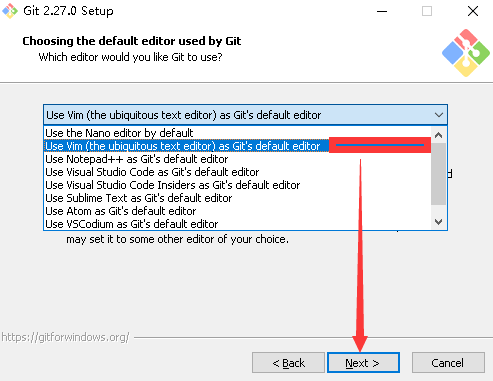 Git 2.27.0 Setup
Choosing the default editor used by Git
Which editor would you like Git to use?
Use Vim (the ubiquitous text editor) as Git's default editor
Use the Nano editor by default
Use Vim (the ubiquitous text editor) as Git's default editor
Use Notepad++ as Git's default editor
Use Visual Studio Code as Git's default editor
Use Visual Studio Code Insiders as Git's default editor
Use Sublime Text as Git's default editor
Use Atom as Git's default editor
Use VSCodium as Git's default editor
may set it to some other editor of your choice.
https://gitforwindows.org/
< Back
Next >
Cancel